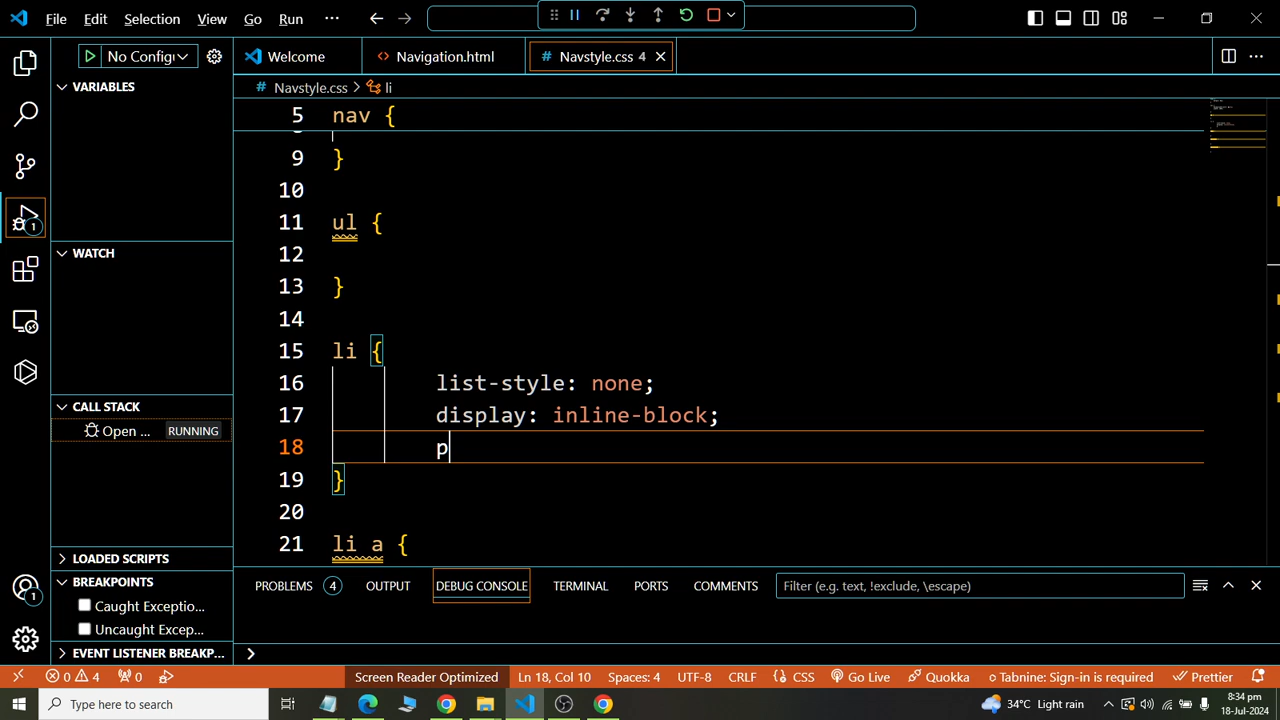 File Edit Selection View Go Run ···
No Config
Welcome Navigation.html # Navstyle.css 4
# Navstyle.css > li
VARIABLES
WATCH
CALL STACK
Open ... RUNNING
LOADED SCRIPTS
BREAKPOINTS
Caught Exceptio...
Uncaught Excep...
EVENT LISTENER BREAKP...
1
1
5 nav {
9 }
10
11 ul {
12
13 }
14
15 li {
16 list-style: none;
17 display: inline-block;
18 p
19 }
20
21 li a {
PROBLEMS 4 OUTPUT DEBUG CONSOLE TERMINAL PORTS COMMENTS Filter (e.g. text, !exclude, \escape)
>
0 4 0 Screen Reader Optimized Ln 18, Col 10 Spaces: 4 UTF-8 CRLF {} CSS Go Live Quokka Tabnine: Sign-in is required Prettier
Type here to search 34°C Light rain 8:34 pm
18-Jul-2024